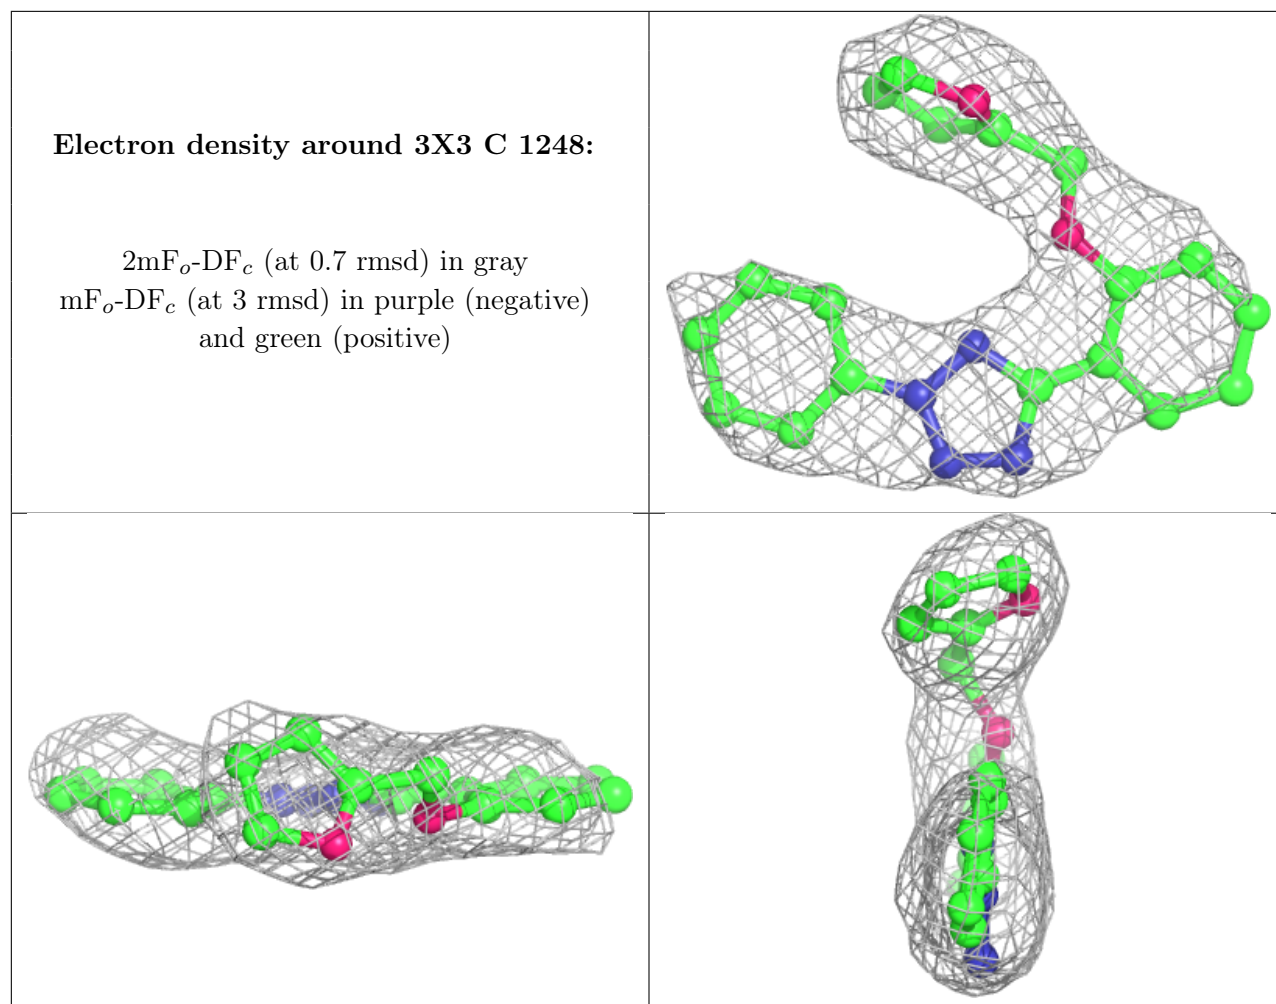 Electron density around 3X3 C 1248:
2mFo-DFc (at 0.7 rmsd) in gray
mFo-DFc (at 3 rmsd) in purple (negative)
and green (positive)